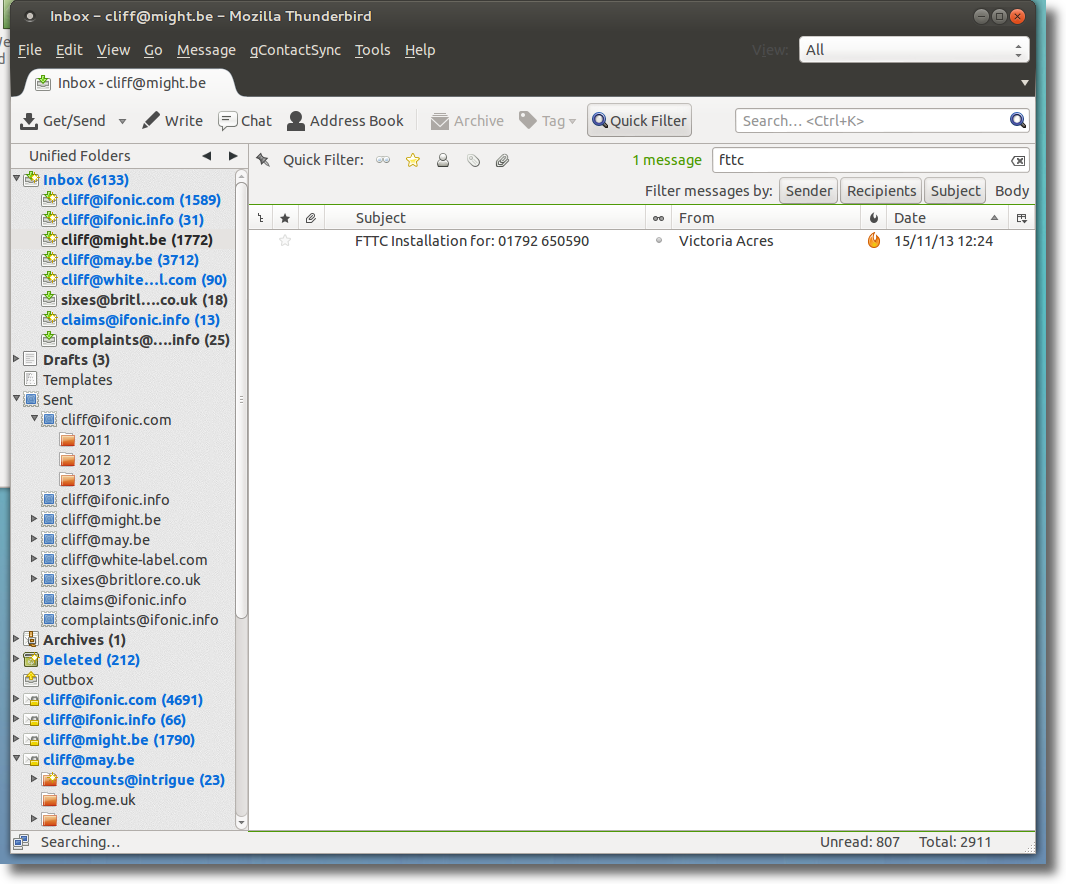 Inbox – cliff@might.be – Mozilla Thunderbird
File Edit View Go Message gContactSync Tools Help View: All
Inbox - cliff@might.be
Get/Send Write Chat Address Book Archive Tag Quick Filter Search... <Ctrl+K>
Unified Folders
Quick Filter: 1 message fttc
Filter messages by: Sender Recipients Subject Body
Subject From Date
FTTC Installation for: 01792 650590 Victoria Acres 15/11/13 12:24
Inbox (6133)
cliff@ifonic.com (1589)
cliff@ifonic.info (31)
cliff@might.be (1772)
cliff@may.be (3712)
cliff@white...l.com (90)
sixes@britl....co.uk (18)
claims@ifonic.info (13)
complaints@....info (25)
Drafts (3)
Templates
Sent
cliff@ifonic.com
2011
2012
2013
cliff@ifonic.info
cliff@might.be
cliff@may.be
cliff@white-label.com
sixes@britlore.co.uk
claims@ifonic.info
complaints@ifonic.info
Archives (1)
Deleted (212)
Outbox
cliff@ifonic.com (4691)
cliff@ifonic.info (66)
cliff@might.be (1790)
cliff@may.be
accounts@intrigue (23)
blog.me.uk
Cleaner
Searching... Unread: 807 Total: 2911